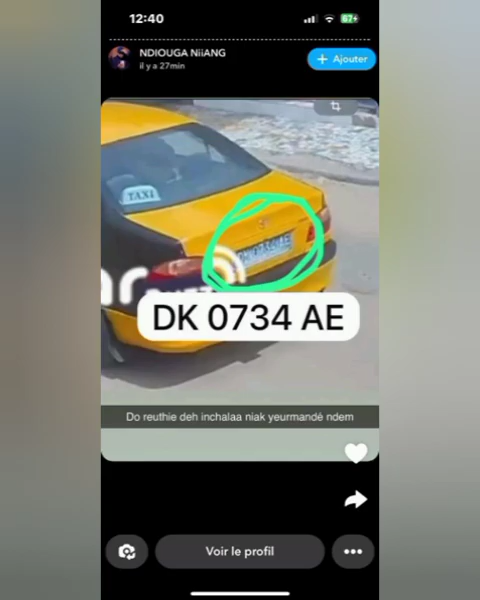 12:40
67
NDIOUGA NiiANG
il y a 27min
+ Ajouter
TAXI
DK 0734 AE
Do reuthie deh inchalaa niak yeurmandé ndem
Voir le profil